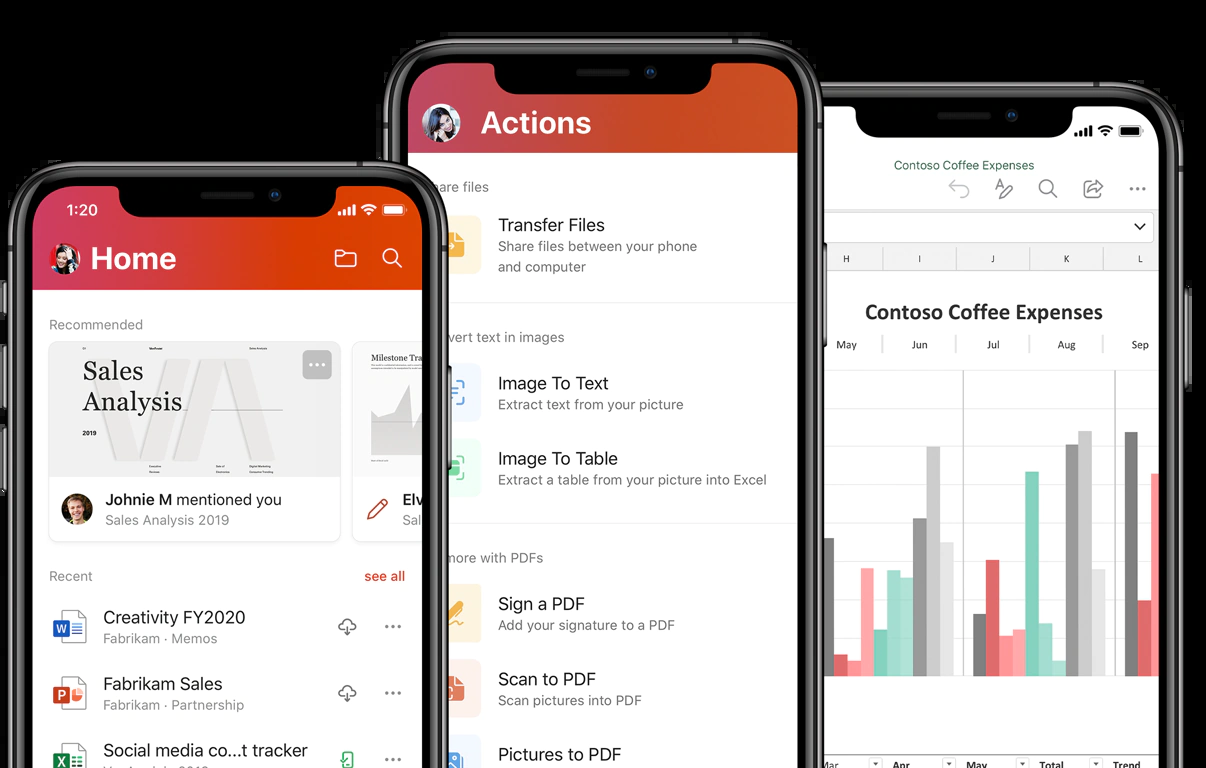 1:20
Home
Recommended
Sales
Analysis
2019
Johnie M mentioned you
Sales Analysis 2019
Milestone Tra
Elv
Sal
Recent
see all
W
Creativity FY2020
Fabrikam · Memos
P
Fabrikam Sales
Fabrikam · Partnership
X
Social media co...t tracker
Actions
are files
Transfer Files
Share files between your phone
and computer
vert text in images
Image To Text
Extract text from your picture
Image To Table
Extract a table from your picture into Excel
more with PDFs
Sign a PDF
Add your signature to a PDF
Scan to PDF
Scan pictures into PDF
Pictures to PDF
Contoso Coffee Expenses
H I J K L
Contoso Coffee Expenses
May Jun Jul Aug Sep
Mar Apr May Total Trend